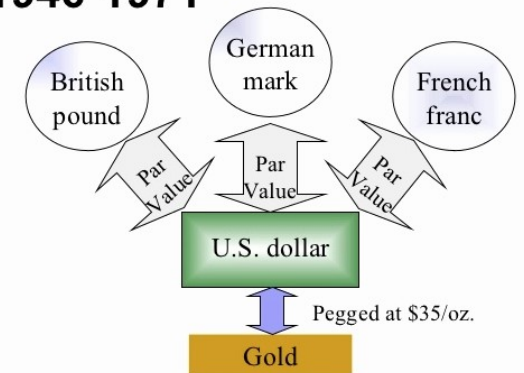 British
pound
German
mark
French
franc
Par
Value
Par
Value
Par
Value
U.S. dollar
Pegged at $35/oz.
Gold